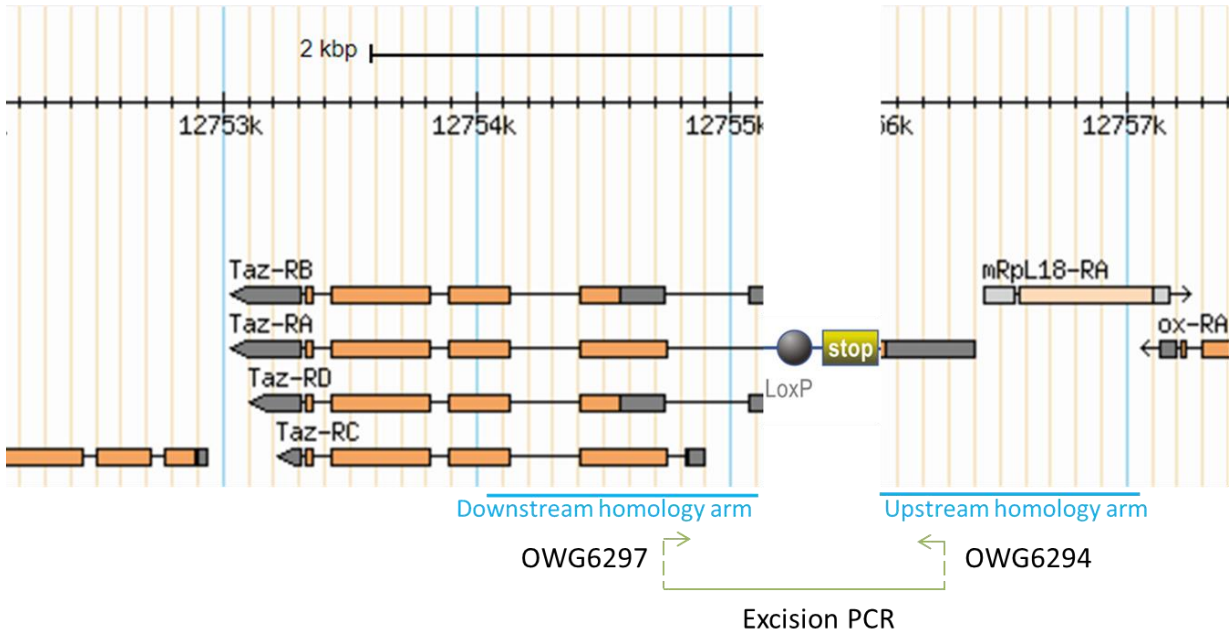 2 kbp
12753k 12754k 12755k 56k 12757k
Taz-RB mRpL18-RA
Taz-RA ox-RA
stop
Taz-RD LoxP
Taz-RC
Downstream homology arm Upstream homology arm
OWG6297 OWG6294
Excision PCR